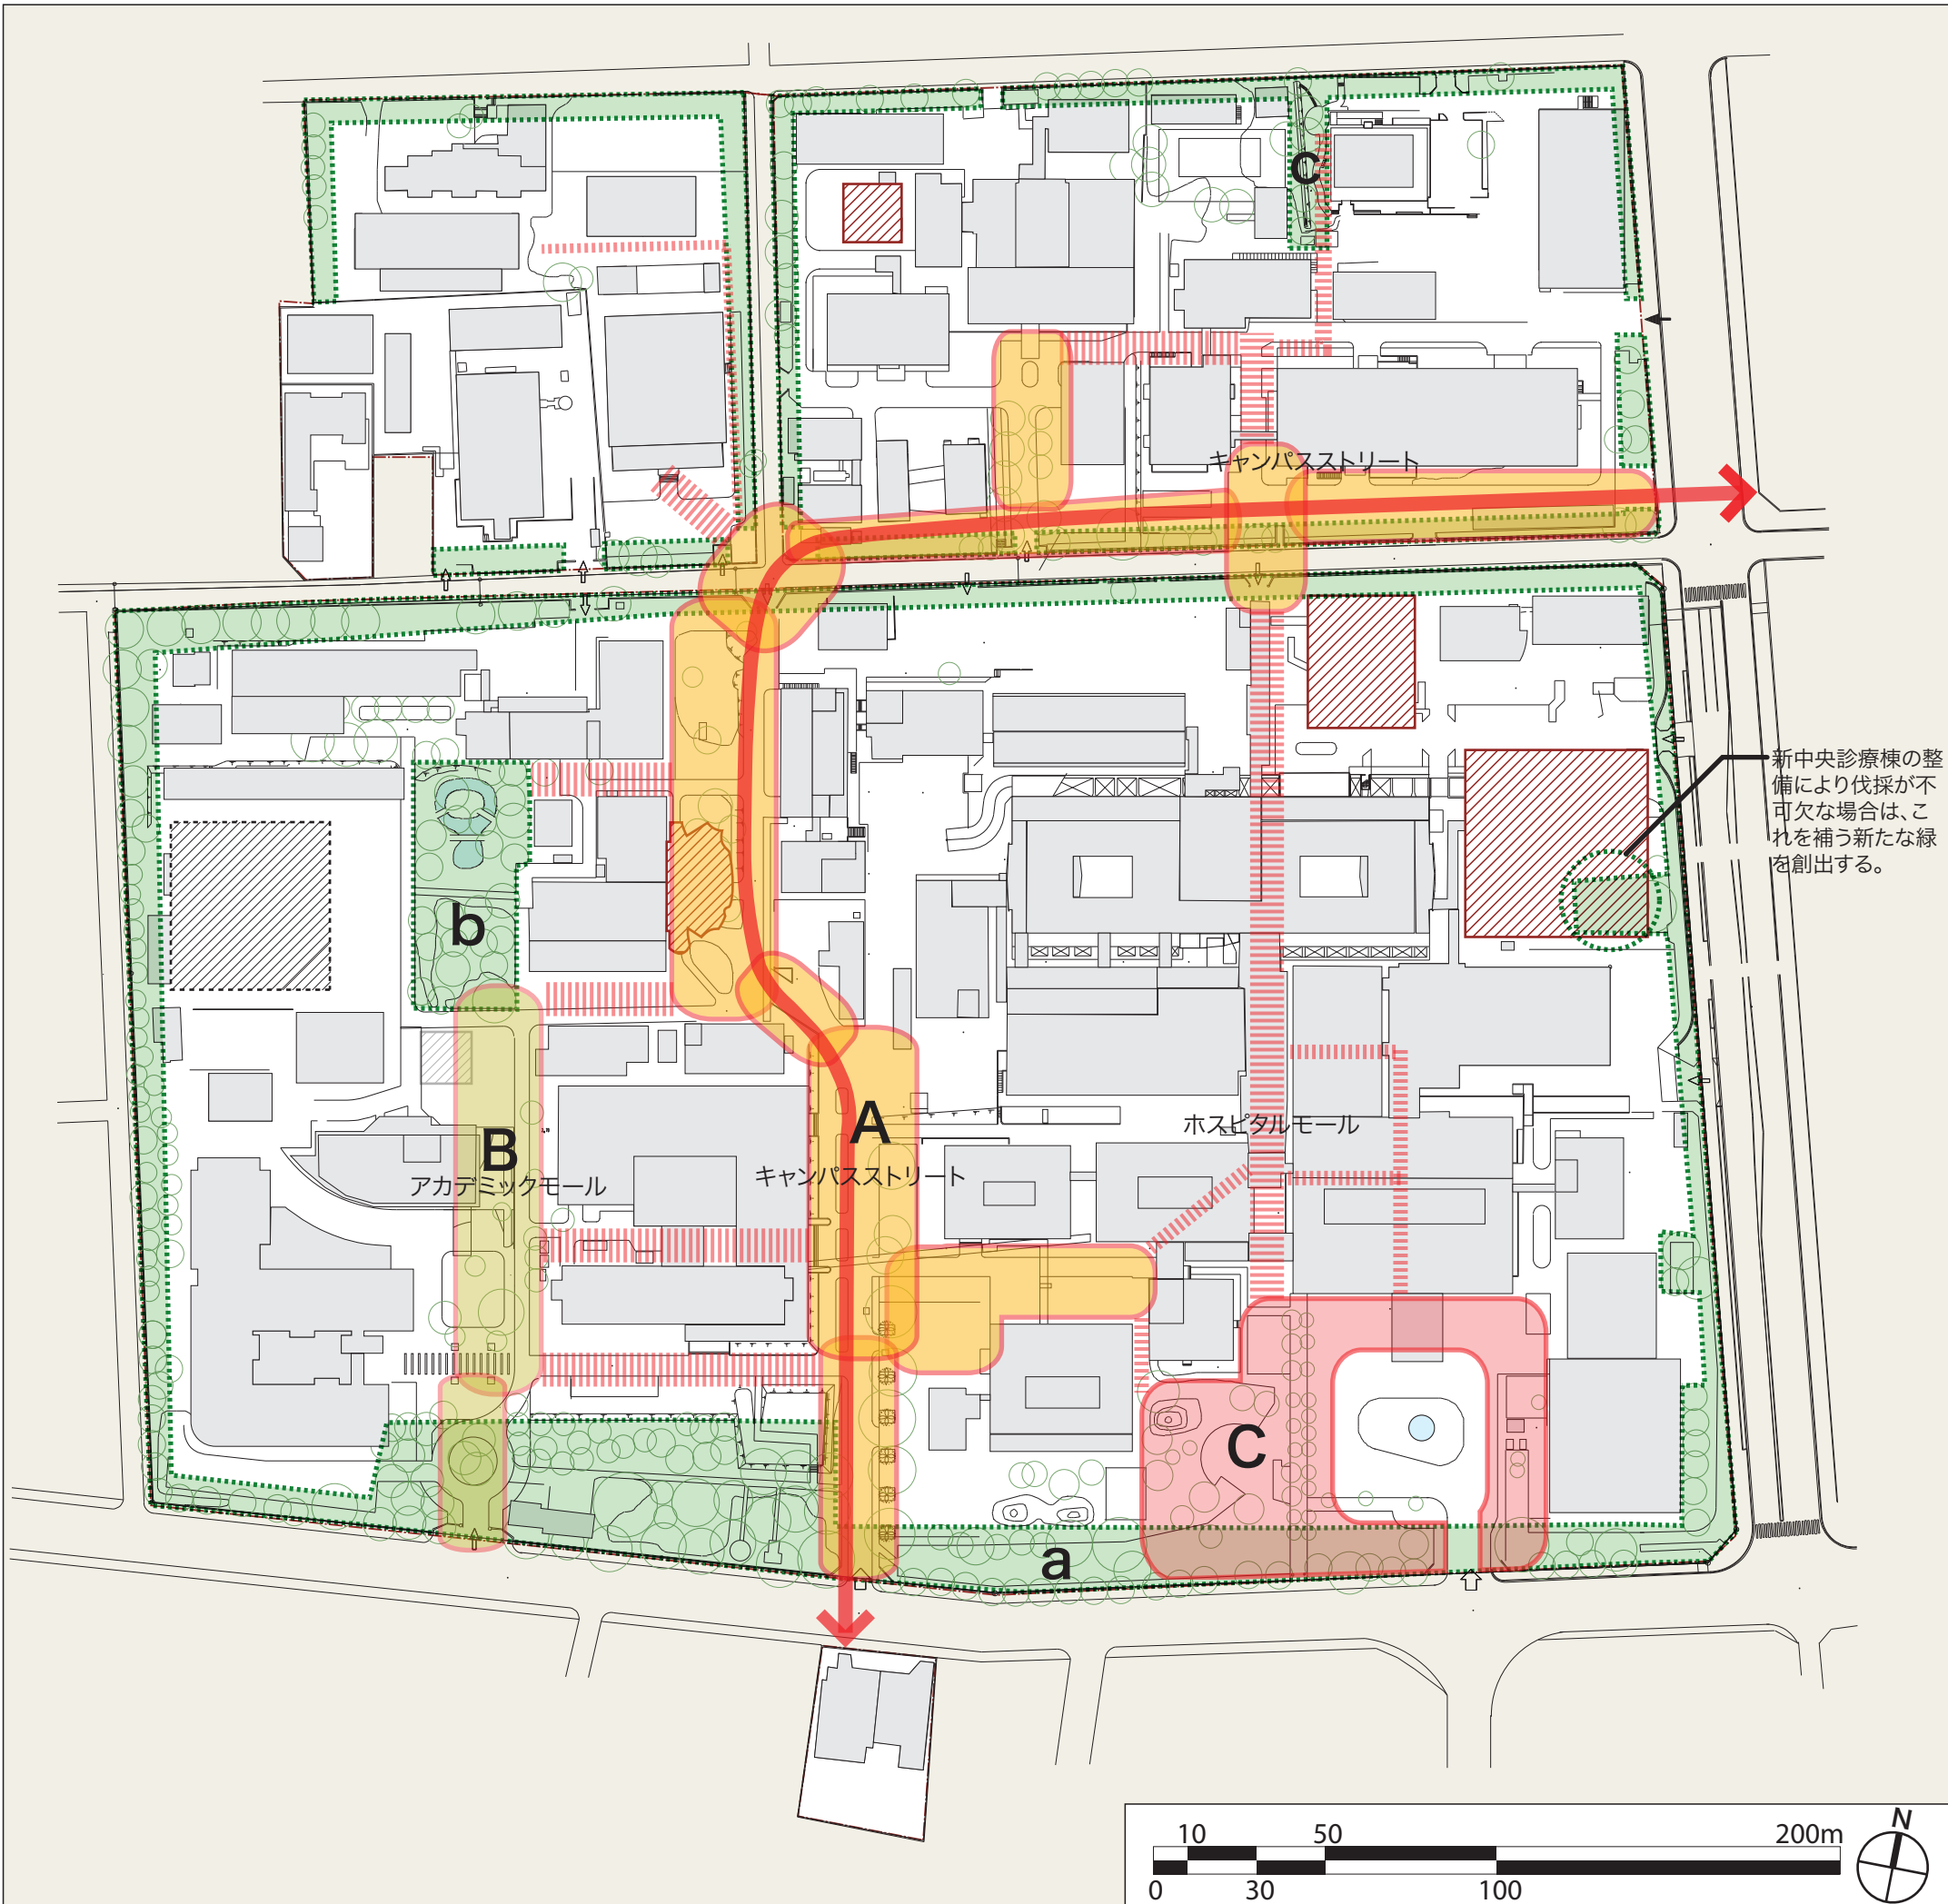 c
キャンパスストリート
新中央診療棟の整
備により伐採が不
可欠な場合は、こ
れを補う新たな緑
を創出する。
b
A
B
ホスピタルモール
アカデミックモール
キャンパスストリート
C
a
N
10 50 200m
0 30 100